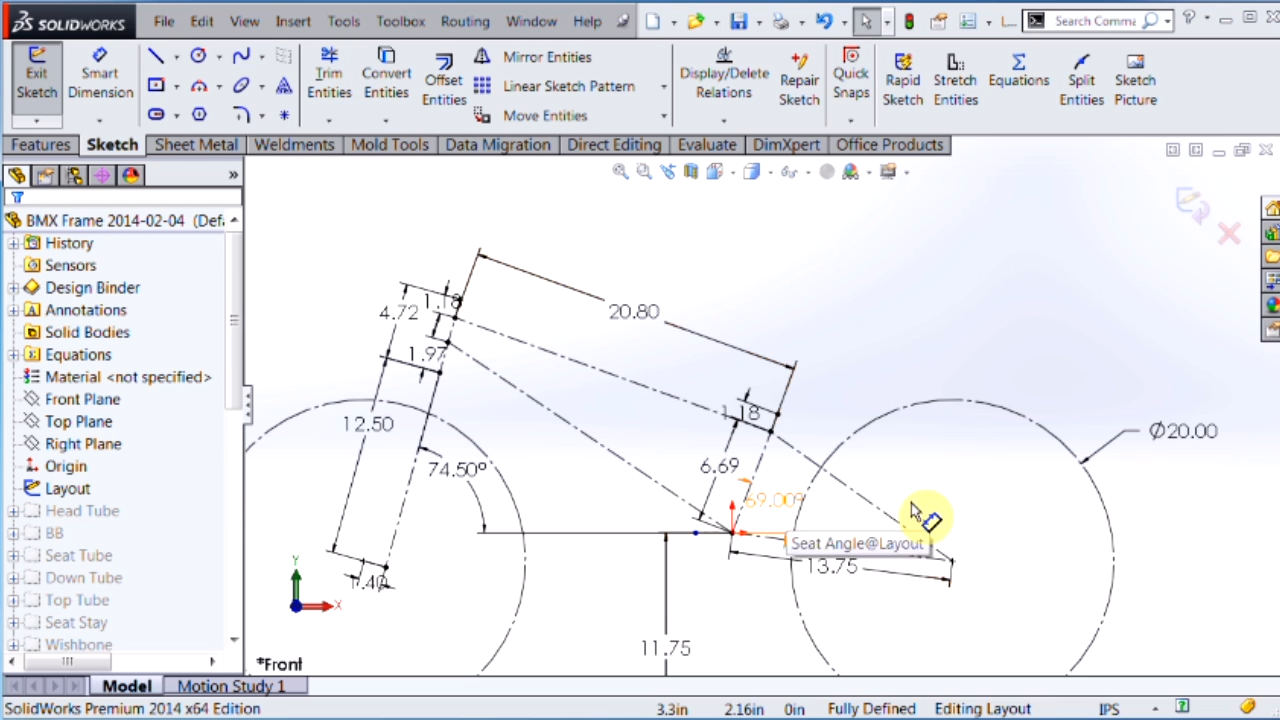 SOLIDWORKS File Edit View Insert Tools Toolbox Routing Window Help Search Comma
Exit Sketch
Smart Dimension
Trim Entities
Convert Entities
Offset Entities
Mirror Entities
Linear Sketch Pattern
Move Entities
Display/Delete Relations
Repair Sketch
Quick Snaps
Rapid Sketch
Stretch Entities
Equations
Split Entities
Sketch Picture
Features Sketch Sheet Metal Weldments Mold Tools Data Migration Direct Editing Evaluate DimXpert Office Products
BMX Frame 2014-02-04 (Defa
History
Sensors
Design Binder
Annotations
Solid Bodies
Equations
Material <not specified>
Front Plane
Top Plane
Right Plane
Origin
Layout
Head Tube
BB
Seat Tube
Down Tube
Top Tube
Seat Stay
Wishbone
4.72
1.18
20.80
1.97
12.50
1.18
74.50°
6.69
Ø20.00
69.00°
Seat Angle@Layout
13.75
1.40
11.75
Y
X
*Front
Model Motion Study 1
SolidWorks Premium 2014 x64 Edition 3.3in 2.16in 0in Fully Defined Editing Layout IPS